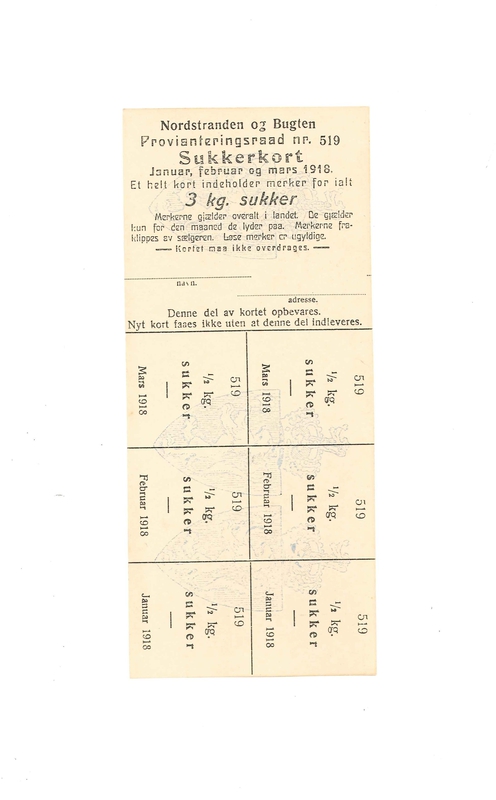 Nordstranden og Bugten
Provianteringsraad nr. 519
Sukkerkort
Januar, februar og mars 1918.
Et helt kort indeholder merker for ialt
3 kg. sukker
Merkerne gjælder overalt i landet. De gjælder
kun for den maaned de lyder paa. Merkerne fra-
klippes av sælgeren. Løse merker er ugyldige.
— Kortet maa ikke overdrages. —
navn.
adresse.
Denne del av kortet opbevares.
Nyt kort faaes ikke uten at denne del indleveres.
519
½ kg.
sukker
—
Mars 1918
519
½ kg.
sukker
—
Mars 1918
519
½ kg.
sukker
—
Februar 1918
519
½ kg.
sukker
—
Februar 1918
519
½ kg.
sukker
—
Januar 1918
519
½ kg.
sukker
—
Januar 1918